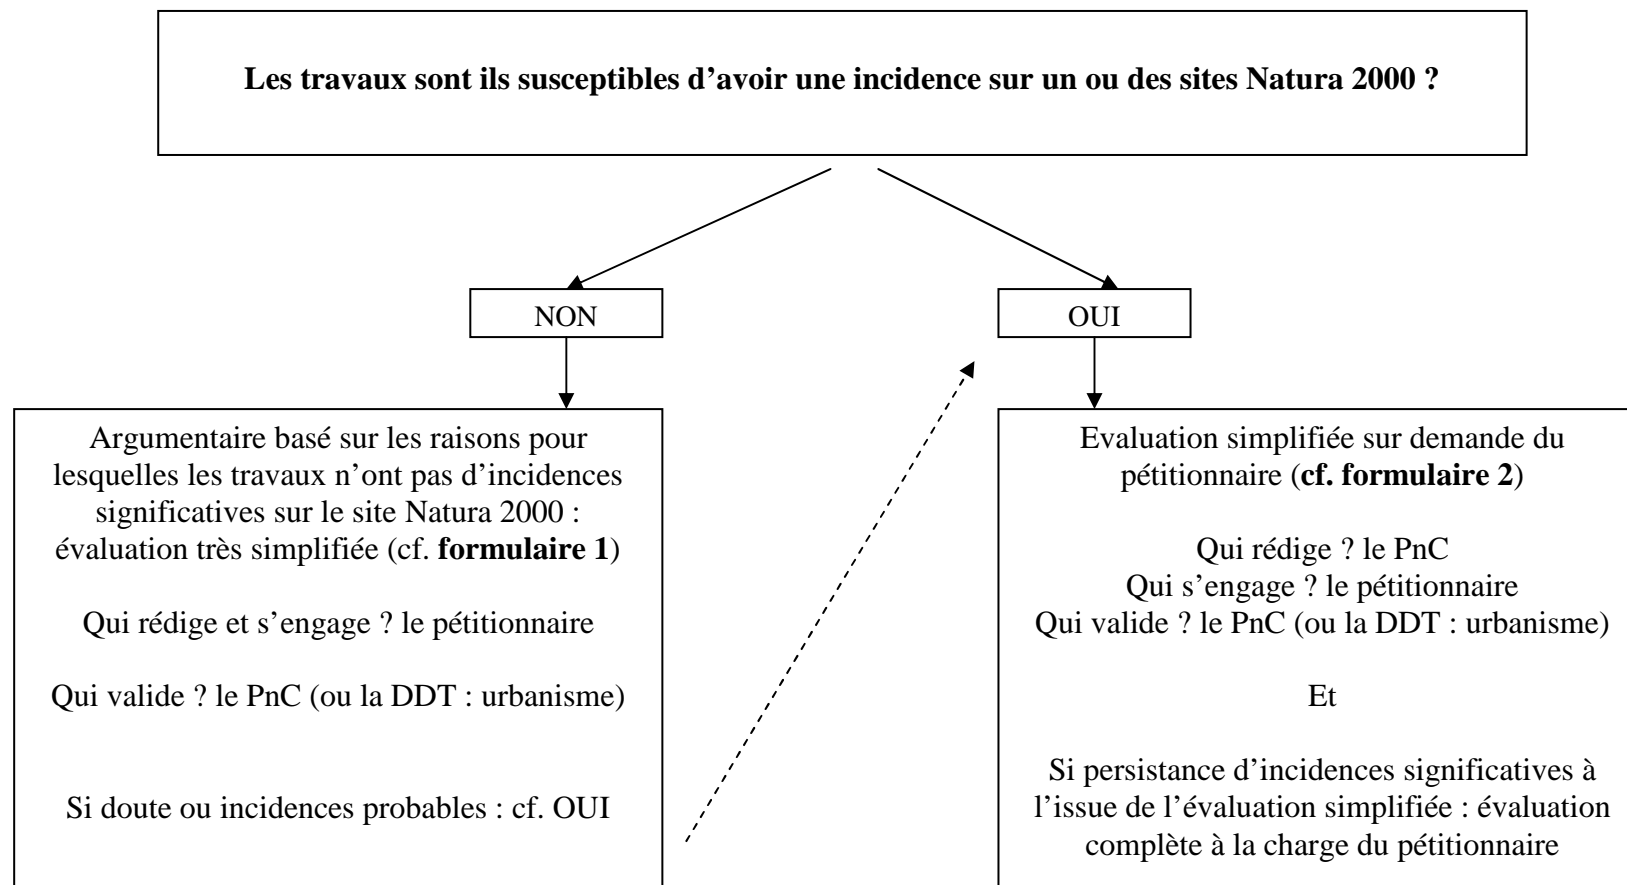 Les travaux sont ils susceptibles d’avoir une incidence sur un ou des sites Natura 2000 ?
NON
OUI
Argumentaire basé sur les raisons pour
lesquelles les travaux n’ont pas d’incidences
significatives sur le site Natura 2000 :
évaluation très simplifiée (cf. formulaire 1)
Qui rédige et s’engage ? le pétitionnaire
Qui valide ? le PnC (ou la DDT : urbanisme)
Si doute ou incidences probables : cf. OUI
Evaluation simplifiée sur demande du
pétitionnaire (cf. formulaire 2)
Qui rédige ? le PnC
Qui s’engage ? le pétitionnaire
Qui valide ? le PnC (ou la DDT : urbanisme)
Et
Si persistance d’incidences significatives à
l’issue de l’évaluation simplifiée : évaluation
complète à la charge du pétitionnaire